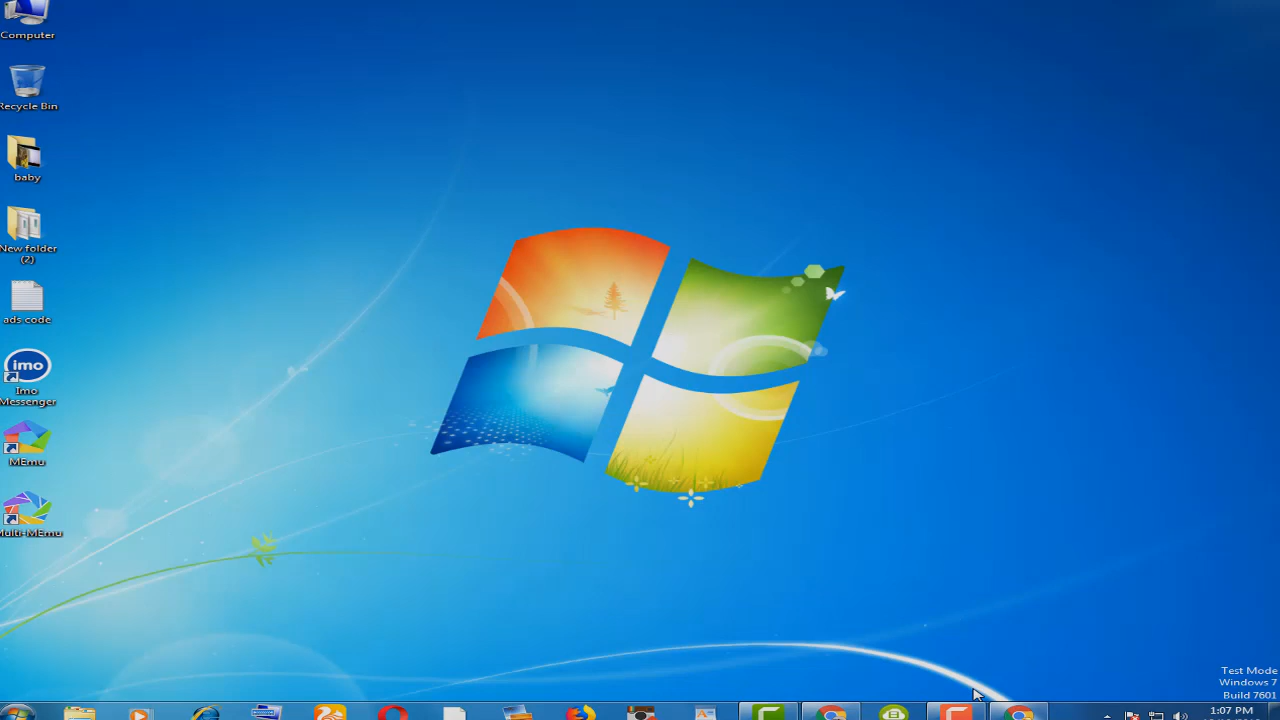 Computer
Recycle Bin
baby
New folder
(2)
ads code
imo
Imo
Messenger
MEmu
Multi-MEmu
Test Mode
Windows 7
Build 7601
1:07 PM